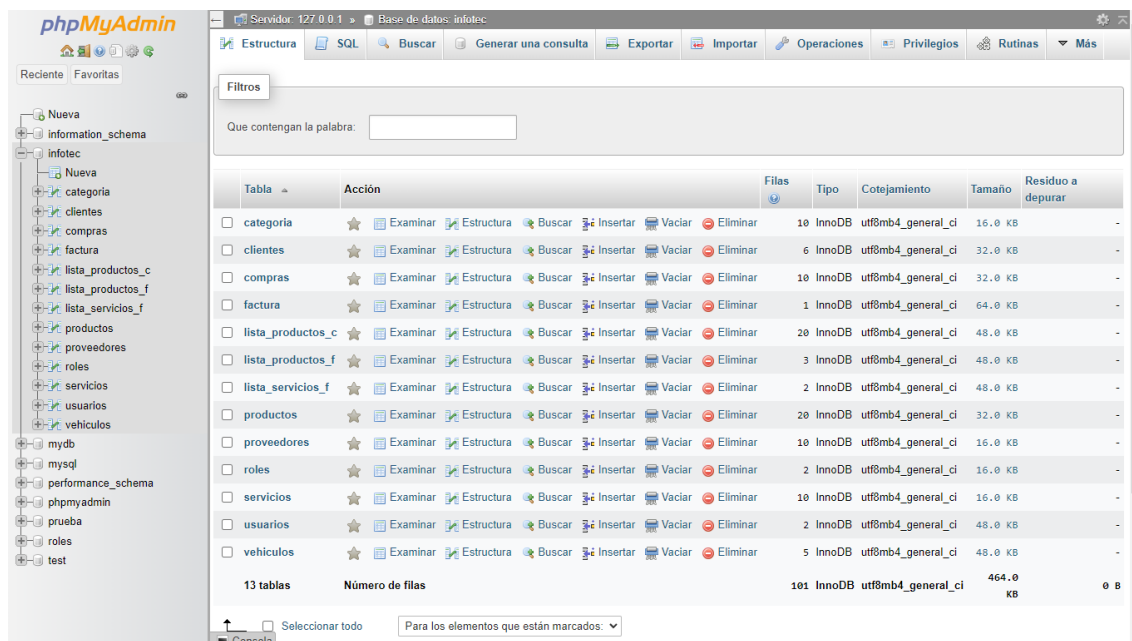 phpMyAdmin
Reciente Favoritas
Nueva
information_schema
infotec
Nueva
categoria
clientes
compras
factura
lista_productos_c
lista_productos_f
lista_servicios_f
productos
proveedores
roles
servicios
usuarios
vehiculos
mydb
mysql
performance_schema
phpmyadmin
prueba
roles
test
Servidor: 127.0.0.1 » Base de datos: infotec
Estructura SQL Buscar Generar una consulta Exportar Importar Operaciones Privilegios Rutinas Más
Filtros
Que contengan la palabra:
Tabla Acción Filas Tipo Cotejamiento Tamaño Residuo a depurar
categoria Examinar Estructura Buscar Insertar Vaciar Eliminar 10 InnoDB utf8mb4_general_ci 16.0 KB -
clientes Examinar Estructura Buscar Insertar Vaciar Eliminar 6 InnoDB utf8mb4_general_ci 32.0 KB -
compras Examinar Estructura Buscar Insertar Vaciar Eliminar 10 InnoDB utf8mb4_general_ci 32.0 KB -
factura Examinar Estructura Buscar Insertar Vaciar Eliminar 1 InnoDB utf8mb4_general_ci 64.0 KB -
lista_productos_c Examinar Estructura Buscar Insertar Vaciar Eliminar 20 InnoDB utf8mb4_general_ci 48.0 KB -
lista_productos_f Examinar Estructura Buscar Insertar Vaciar Eliminar 3 InnoDB utf8mb4_general_ci 48.0 KB -
lista_servicios_f Examinar Estructura Buscar Insertar Vaciar Eliminar 2 InnoDB utf8mb4_general_ci 48.0 KB -
productos Examinar Estructura Buscar Insertar Vaciar Eliminar 20 InnoDB utf8mb4_general_ci 32.0 KB -
proveedores Examinar Estructura Buscar Insertar Vaciar Eliminar 10 InnoDB utf8mb4_general_ci 16.0 KB -
roles Examinar Estructura Buscar Insertar Vaciar Eliminar 2 InnoDB utf8mb4_general_ci 16.0 KB -
servicios Examinar Estructura Buscar Insertar Vaciar Eliminar 10 InnoDB utf8mb4_general_ci 16.0 KB -
usuarios Examinar Estructura Buscar Insertar Vaciar Eliminar 2 InnoDB utf8mb4_general_ci 48.0 KB -
vehiculos Examinar Estructura Buscar Insertar Vaciar Eliminar 5 InnoDB utf8mb4_general_ci 48.0 KB -
13 tablas Número de filas 101 InnoDB utf8mb4_general_ci 464.0 KB 0 B
Seleccionar todo Para los elementos que están marcados:
Consola